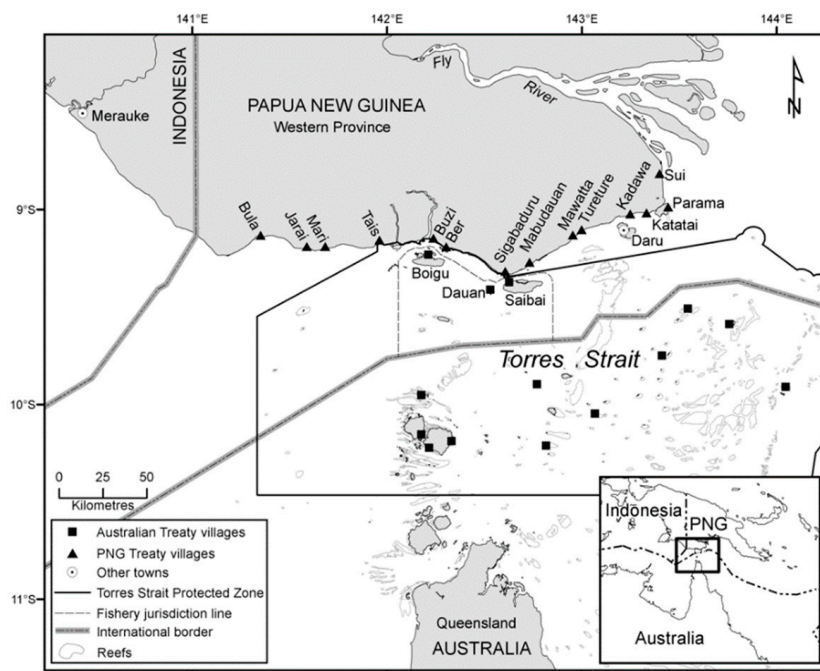 141°E
142°E
143°E
144°E
INDONESIA
Merauke
PAPUA NEW GUINEA
Western Province
Fly
River
N
Sui
Parama
Katatai
Kadawa
Daru
9°S
Bula
Jarai
Mari
Tais
Buzi
Ber
Sigabaduru
Mabudauan
Mawatta
Tureture
Boigu
Dauan
Saibai
Torres Strait
10°S
0 25 50
Kilometres
Australian Treaty villages
PNG Treaty villages
Other towns
Torres Strait Protected Zone
Fishery jurisdiction line
International border
Reefs
11°S
Queensland
AUSTRALIA
Indonesia
PNG
Australia